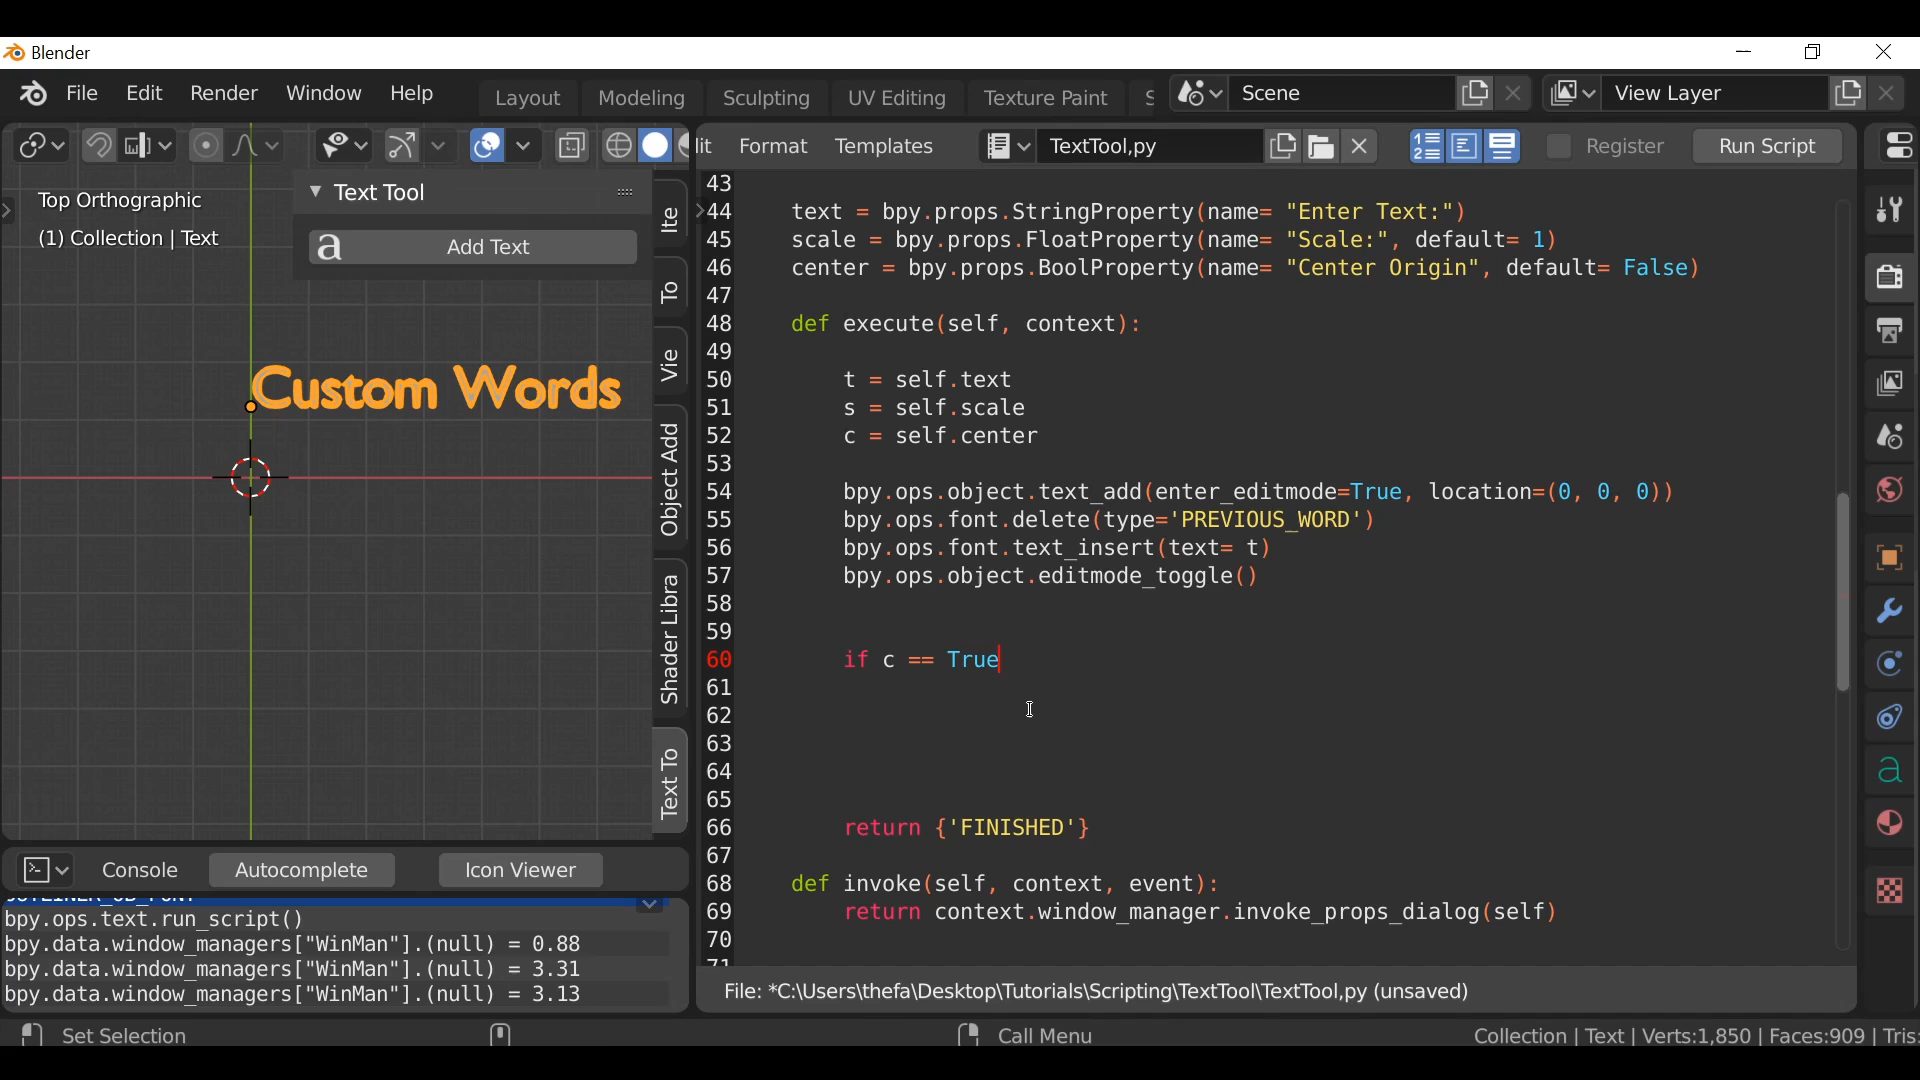 Blender
File Edit Render Window Help Layout Modeling Sculpting UV Editing Texture Paint S Scene View Layer
lit Format Templates TextTool,py Register Run Script
Top Orthographic
(1) Collection | Text
Text Tool
Add Text
Custom Words
Ite
To
Vie
Object Add
Shader Libra
Text To
43
44 text = bpy.props.StringProperty(name= "Enter Text:")
45 scale = bpy.props.FloatProperty(name= "Scale:", default= 1)
46 center = bpy.props.BoolProperty(name= "Center Origin", default= False)
47
48 def execute(self, context):
49
50 t = self.text
51 s = self.scale
52 c = self.center
53
54 bpy.ops.object.text_add(enter_editmode=True, location=(0, 0, 0))
55 bpy.ops.font.delete(type='PREVIOUS_WORD')
56 bpy.ops.font.text_insert(text= t)
57 bpy.ops.object.editmode_toggle()
58
59
60 if c == True
61
62
63
64
65
66 return {'FINISHED'}
67
68 def invoke(self, context, event):
69 return context.window_manager.invoke_props_dialog(self)
70
71
File: *C:\Users\thefa\Desktop\Tutorials\Scripting\TextTool\TextTool,py (unsaved)
Console Autocomplete Icon Viewer
bpy.ops.text.run_script()
bpy.data.window_managers["WinMan"].(null) = 0.88
bpy.data.window_managers["WinMan"].(null) = 3.31
bpy.data.window_managers["WinMan"].(null) = 3.13
Set Selection Call Menu Collection | Text | Verts:1,850 | Faces:909 | Tris: